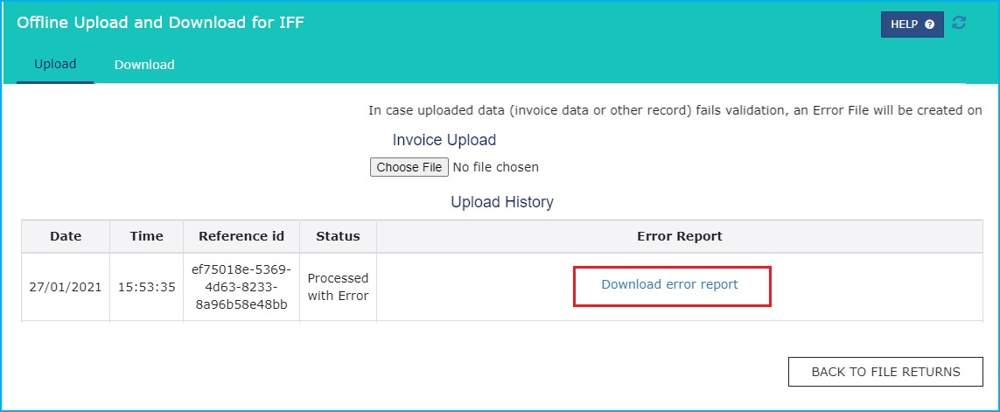 Offline Upload and Download for IFF
HELP ?
Upload Download
In case uploaded data (invoice data or other record) fails validation, an Error File will be created on
Invoice Upload
Choose File No file chosen
Upload History
Date Time Reference id Status Error Report
27/01/2021 15:53:35 ef75018e-5369-
4d63-8233-
8a96b58e48bb Processed
with Error Download error report
BACK TO FILE RETURNS